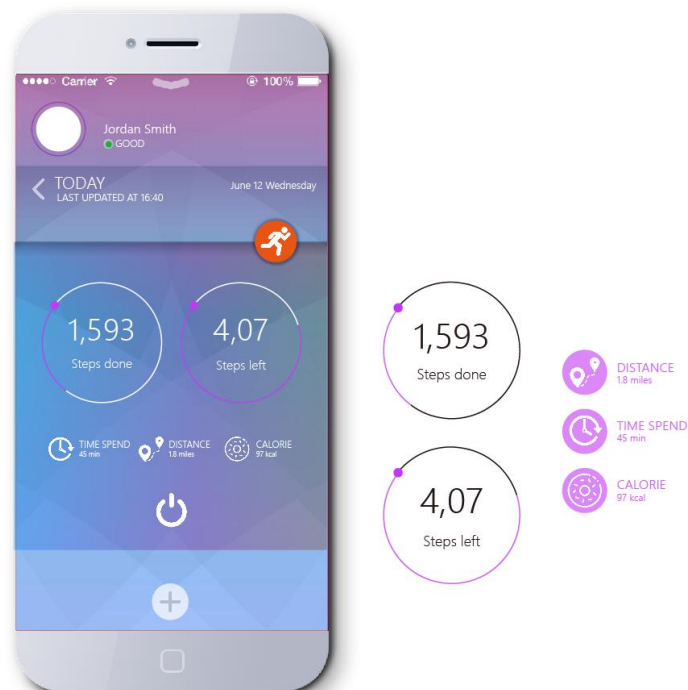 Carrier
100%
Jordan Smith
GOOD
TODAY
LAST UPDATED AT 16:40
June 12 Wednesday
1,593
Steps done
4,07
Steps left
TIME SPEND
45 min
DISTANCE
1.8 miles
CALORIE
97 kcal
1,593
Steps done
4,07
Steps left
DISTANCE
1.8 miles
TIME SPEND
45 min
CALORIE
97 kcal